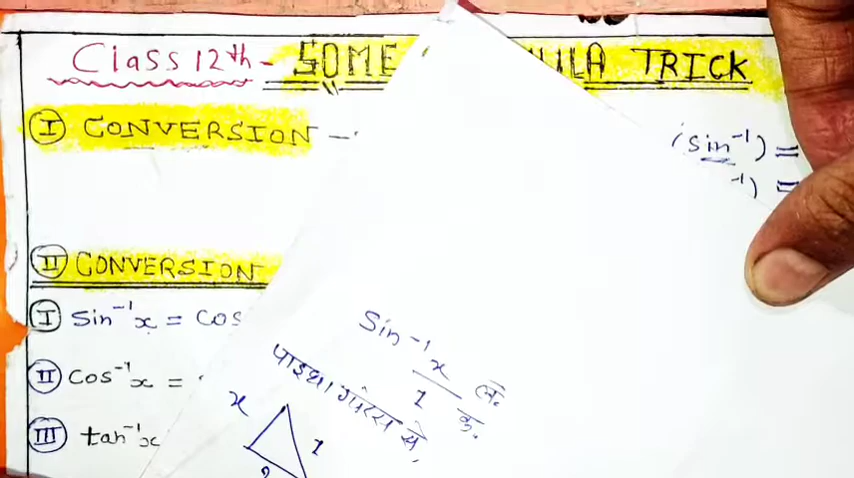 Class 12th - SOME TRICK
I CONVERSION -
(sin⁻¹) =
⁻¹) =
II CONVERSION
I Sin⁻¹x = cos
II Cos⁻¹x =
III tan⁻¹x
Sin⁻¹ x/1 ल. क.
पाइथागोरस से,
x
1
?